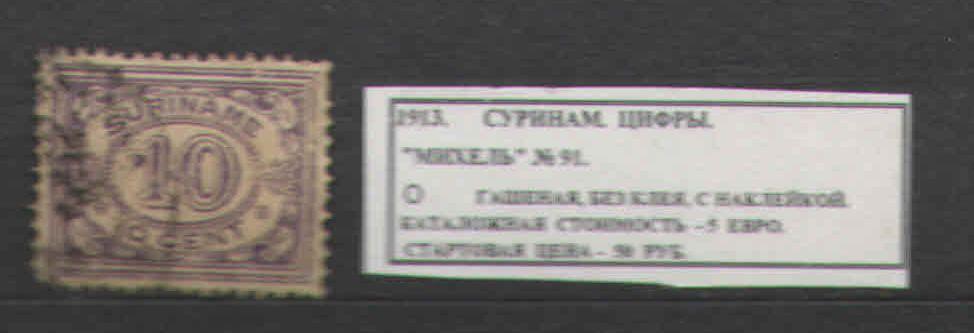 SURINAME
10
10 CENT
1913. СУРИНАМ. ЦИФРЫ.
"МИХЕЛЬ" № 91.
О ГАШЕНАЯ, БЕЗ КЛЕЯ, С НАКЛЕЙКОЙ.
КАТАЛОЖНАЯ СТОИМОСТЬ – 5 ЕВРО.
СТАРТОВАЯ ЦЕНА – 50 РУБ.